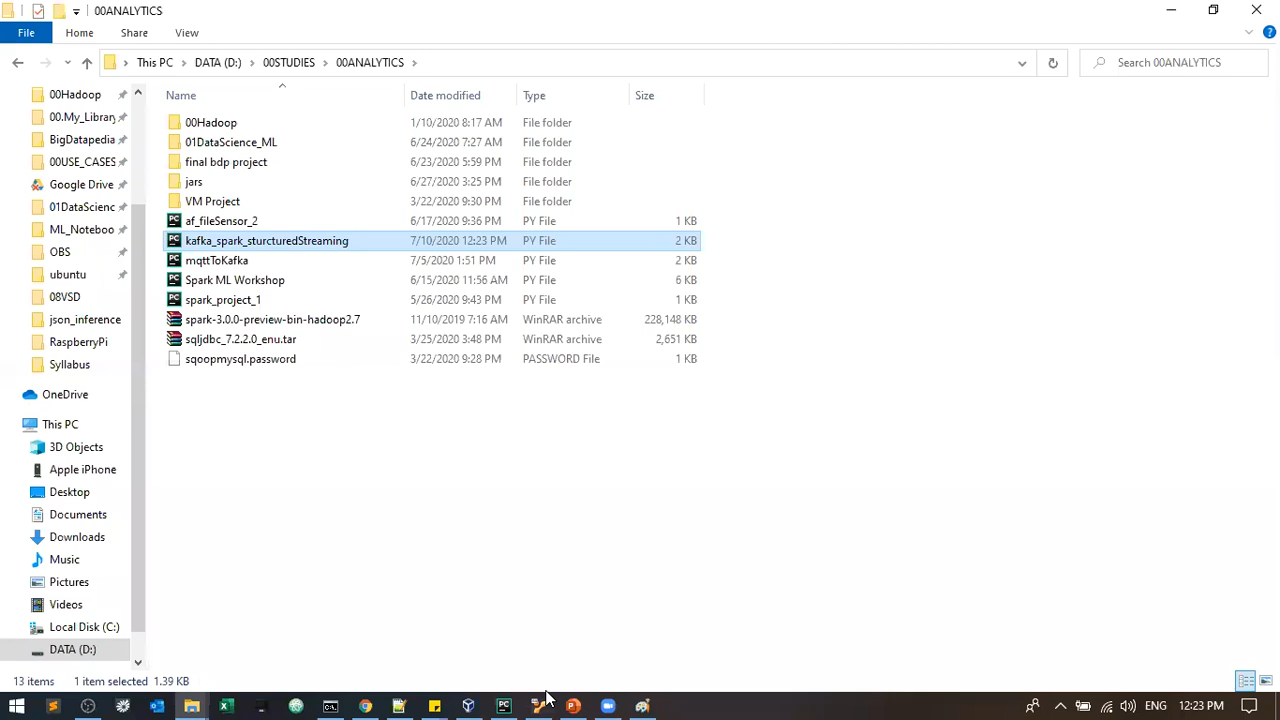 00ANALYTICS
File Home Share View
This PC DATA (D:) 00STUDIES 00ANALYTICS Search 00ANALYTICS
Name Date modified Type Size
00Hadoop
00.My_Library
BigDatapedia
00USE_CASES
Google Drive
01DataScienc
ML_Noteboo
OBS
ubuntu
08VSD
json_inference
RaspberryPi
Syllabus
OneDrive
This PC
3D Objects
Apple iPhone
Desktop
Documents
Downloads
Music
Pictures
Videos
Local Disk (C:)
DATA (D:)
00Hadoop 1/10/2020 8:17 AM File folder
01DataScience_ML 6/24/2020 7:27 AM File folder
final bdp project 6/23/2020 5:59 PM File folder
jars 6/27/2020 3:25 PM File folder
VM Project 3/22/2020 9:30 PM File folder
af_fileSensor_2 6/17/2020 9:36 PM PY File 1 KB
kafka_spark_sturcturedStreaming 7/10/2020 12:23 PM PY File 2 KB
mqttToKafka 7/5/2020 1:51 PM PY File 2 KB
Spark ML Workshop 6/15/2020 11:56 AM PY File 6 KB
spark_project_1 5/26/2020 9:43 PM PY File 1 KB
spark-3.0.0-preview-bin-hadoop2.7 11/10/2019 7:16 AM WinRAR archive 228,148 KB
sqljdbc_7.2.2.0_enu.tar 3/25/2020 3:48 PM WinRAR archive 2,651 KB
sqoopmysql.password 3/22/2020 9:28 PM PASSWORD File 1 KB
13 items 1 item selected 1.39 KB
ENG 12:23 PM